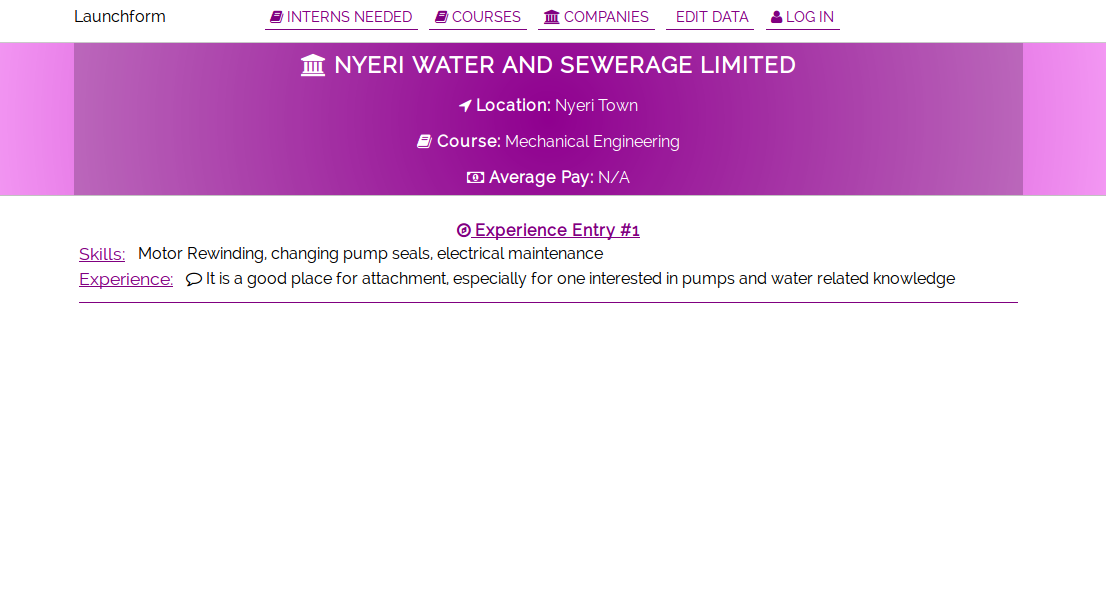 Launchform INTERNS NEEDED COURSES COMPANIES EDIT DATA LOG IN
NYERI WATER AND SEWERAGE LIMITED
Location: Nyeri Town
Course: Mechanical Engineering
Average Pay: N/A
Experience Entry #1
Skills: Motor Rewinding, changing pump seals, electrical maintenance
Experience: It is a good place for attachment, especially for one interested in pumps and water related knowledge